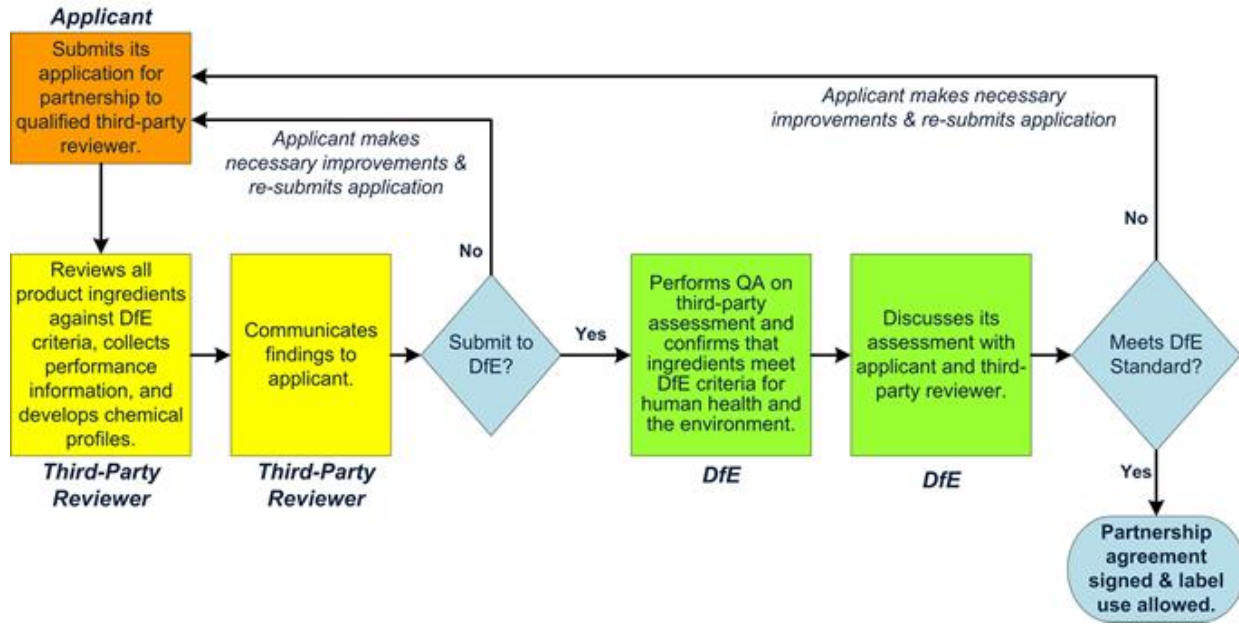 Applicant
Submits its
application for
partnership to
qualified third-party
reviewer.
Applicant makes
necessary improvements &
re-submits application
Applicant makes necessary
improvements & re-submits application
No
No
Reviews all
product ingredients
against DfE
criteria, collects
performance
information, and
develops chemical
profiles.
Third-Party
Reviewer
Communicates
findings to
applicant.
Third-Party
Reviewer
Submit to
DfE?
Yes
Performs QA on
third-party
assessment and
confirms that
ingredients meet
DfE criteria for
human health and
the environment.
DfE
Discusses its
assessment with
applicant and third-
party reviewer.
DfE
Meets DfE
Standard?
Yes
Partnership
agreement
signed & label
use allowed.